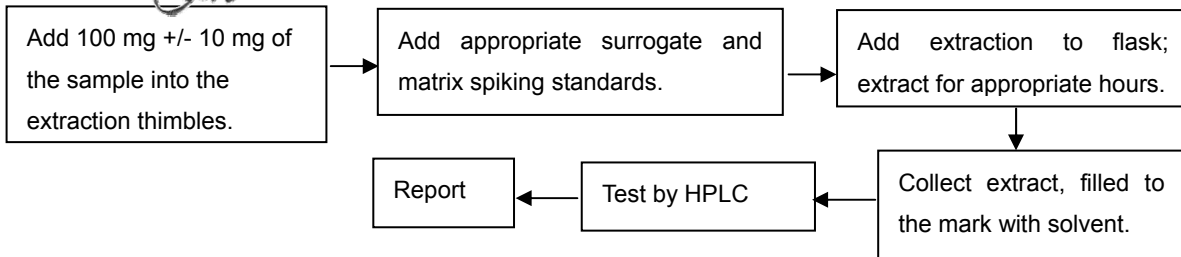 Add 100 mg +/- 10 mg of
the sample into the
extraction thimbles.
Add appropriate surrogate and
matrix spiking standards.
Add extraction to flask;
extract for appropriate hours.
Collect extract, filled to
the mark with solvent.
Test by HPLC
Report